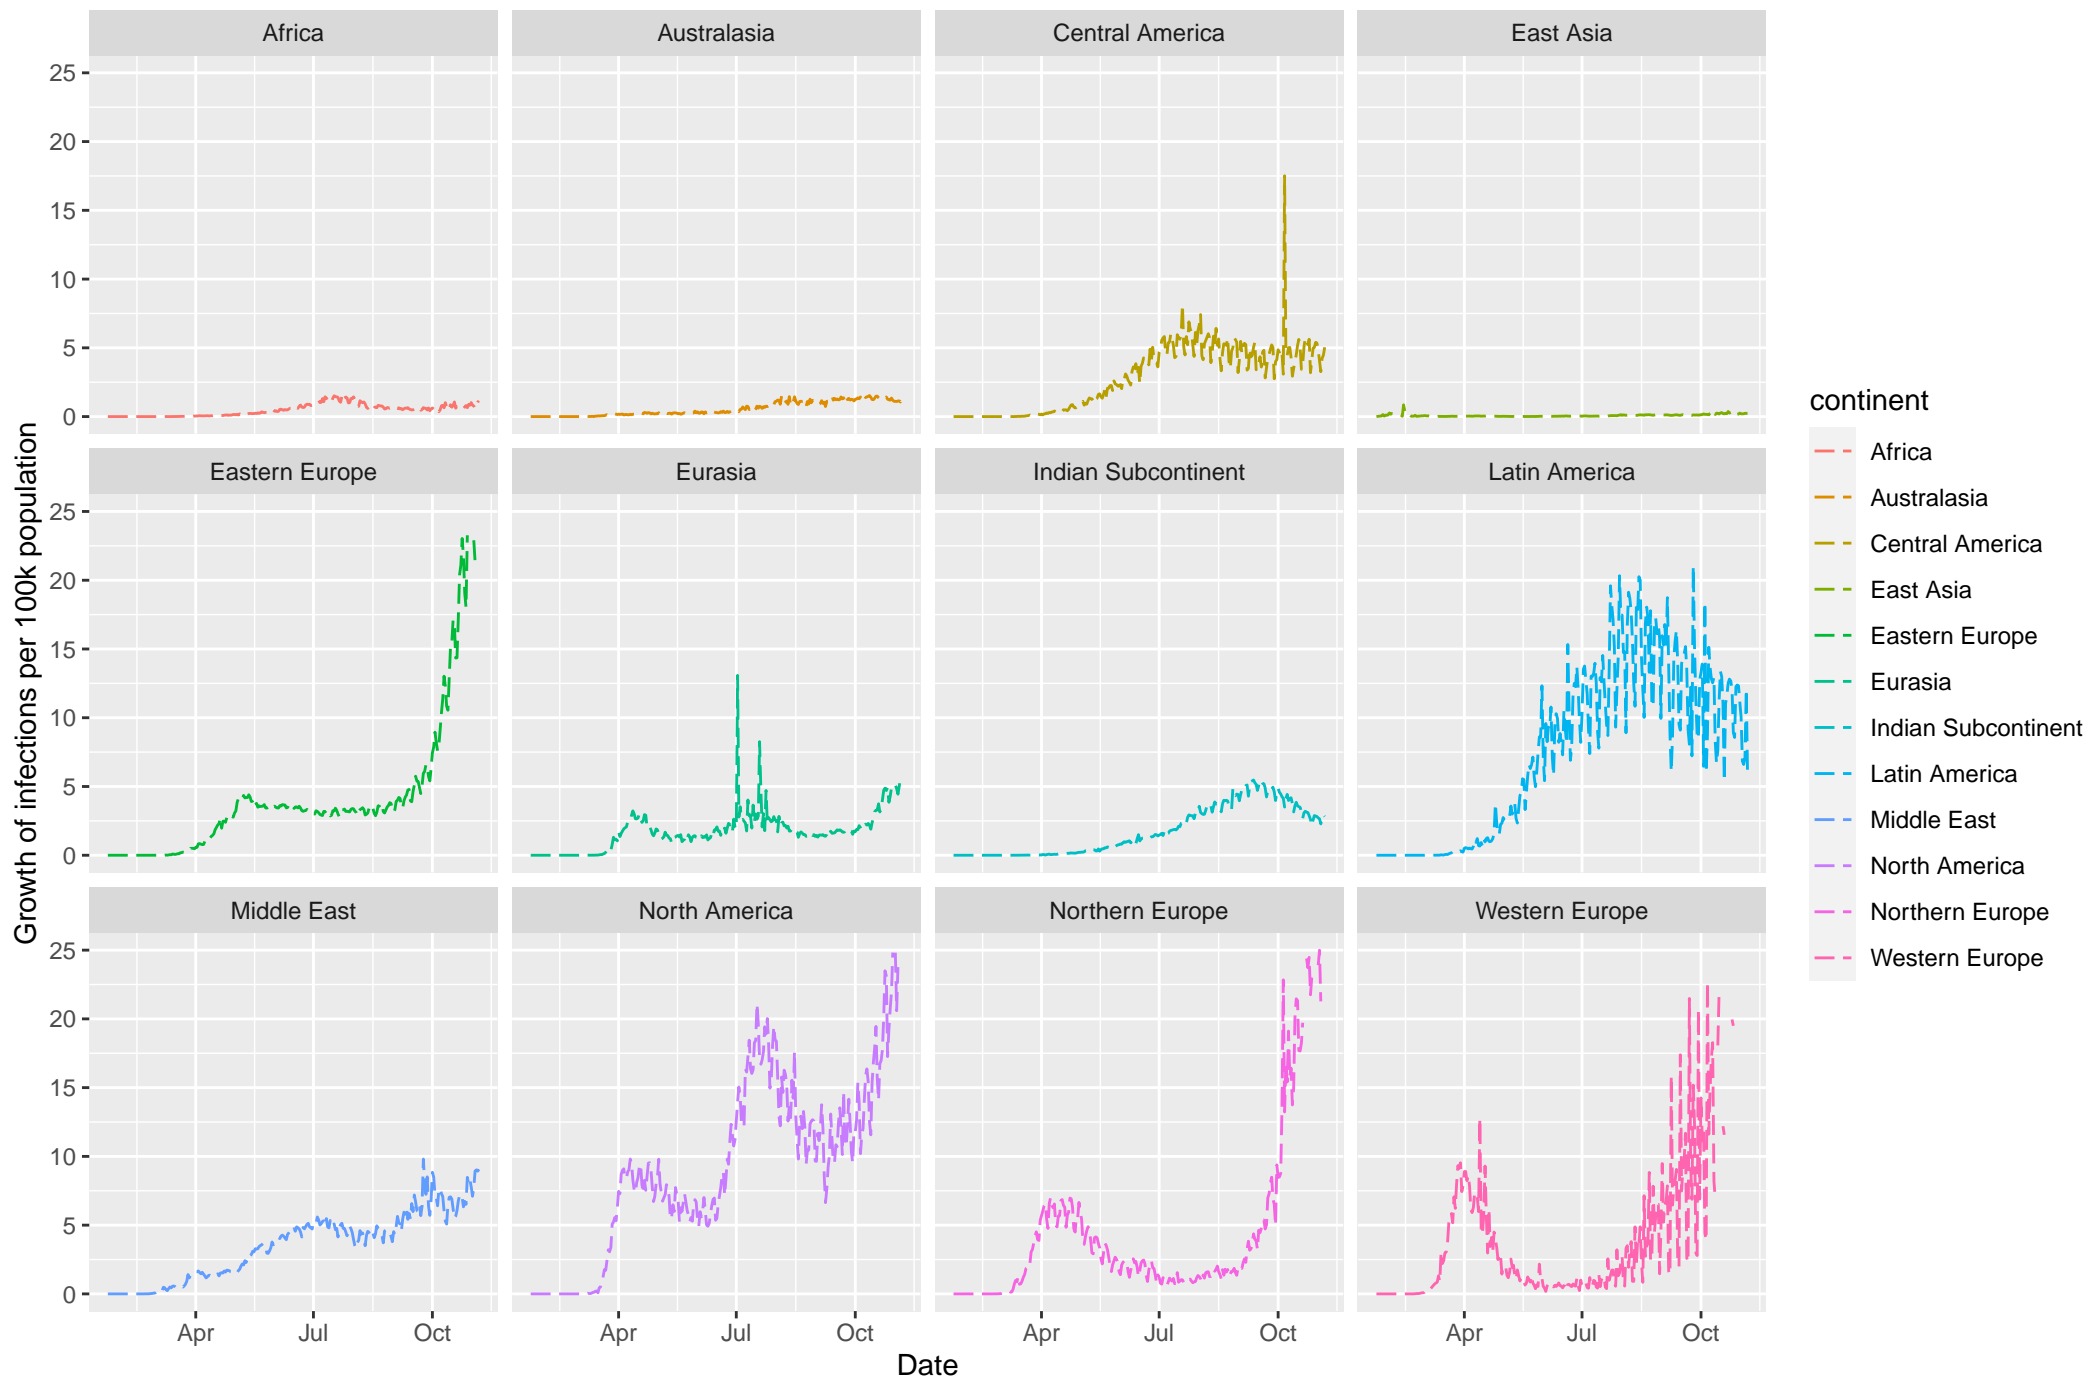 Africa
Australasia
Central America
East Asia
25
20
15
10
5
0
Eastern Europe
Eurasia
Indian Subcontinent
Latin America
25
20
15
10
5
0
Middle East
North America
Northern Europe
Western Europe
25
20
15
10
5
0
Apr Jul Oct
Apr Jul Oct
Apr Jul Oct
Apr Jul Oct
Date
Growth of infections per 100k population
continent
Africa
Australasia
Central America
East Asia
Eastern Europe
Eurasia
Indian Subcontinent
Latin America
Middle East
North America
Northern Europe
Western Europe